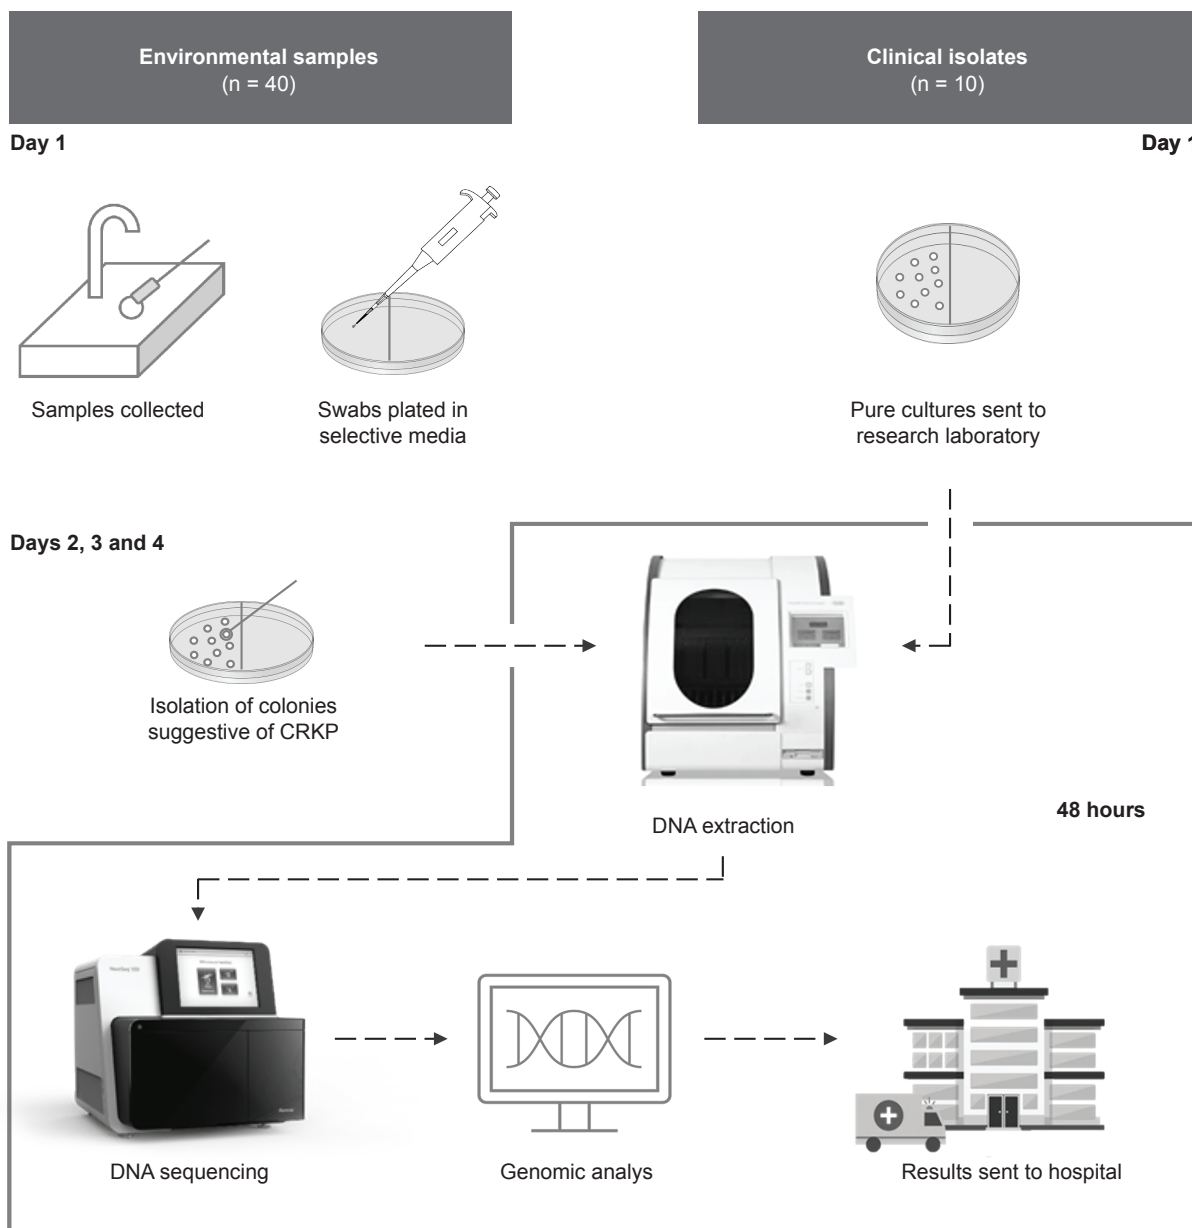 Environmental samples
(n = 40)
Clinical isolates
(n = 10)
Day 1
Day 1
Samples collected
Swabs plated in
selective media
Pure cultures sent to
research laboratory
Days 2, 3 and 4
Isolation of colonies
suggestive of CRKP
DNA extraction
48 hours
DNA sequencing
Genomic analys
Results sent to hospital